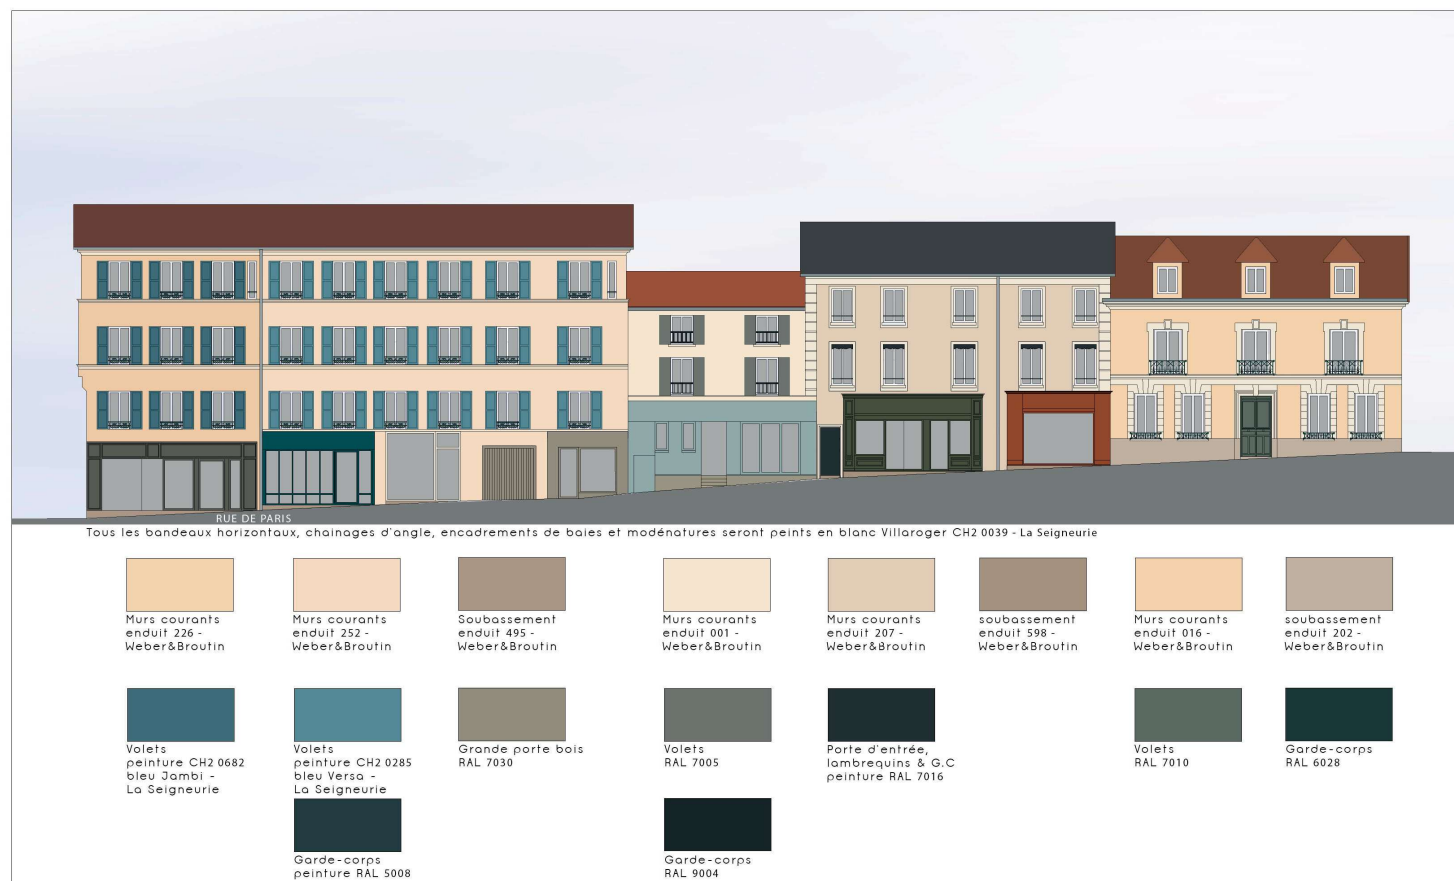 RUE DE PARIS
Tous les bandeaux horizontaux, chainages d'angle, encadrements de baies et modénatures seront peints en blanc Villaroger CH2 0039 - La Seigneurie
Murs courants
enduit 226 -
Weber&Broutin
Murs courants
enduit 252 -
Weber&Broutin
Soubassement
enduit 495 -
Weber&Broutin
Murs courants
enduit 001 -
Weber&Broutin
Murs courants
enduit 207 -
Weber&Broutin
soubassement
enduit 598 -
Weber&Broutin
Murs courants
enduit 016 -
Weber&Broutin
soubassement
enduit 202 -
Weber&Broutin
Volets
peinture CH2 0682
bleu Jambi -
La Seigneurie
Volets
peinture CH2 0285
bleu Versa -
La Seigneurie
Grande porte bois
RAL 7030
Volets
RAL 7005
Porte d'entrée,
lambrequins & G.C
peinture RAL 7016
Volets
RAL 7010
Garde-corps
RAL 6028
Garde-corps
peinture RAL 5008
Garde-corps
RAL 9004